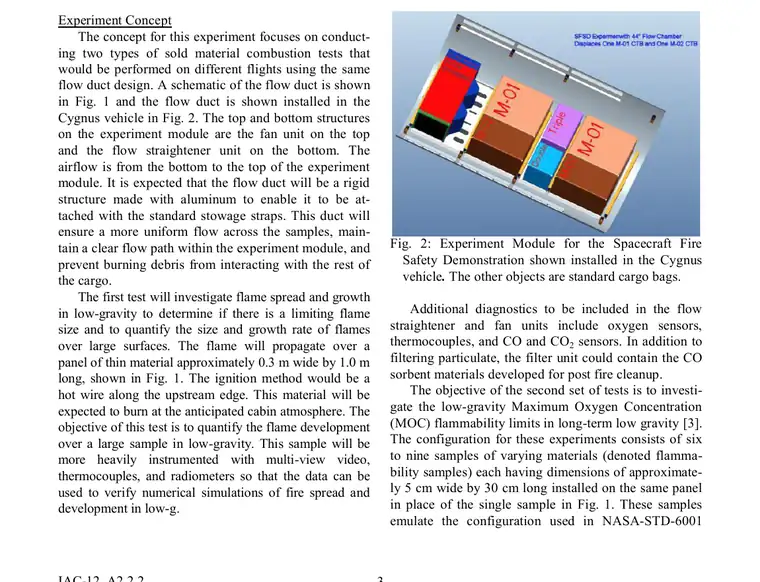 Experiment Concept
The concept for this experiment focuses on conduct-
ing two types of sold material combustion tests that
would be performed on different flights using the same
flow duct design. A schematic of the flow duct is shown
in Fig. 1 and the flow duct is shown installed in the
Cygnus vehicle in Fig. 2. The top and bottom structures
on the experiment module are the fan unit on the top
and the flow straightener unit on the bottom. The
airflow is from the bottom to the top of the experiment
module. It is expected that the flow duct will be a rigid
structure made with aluminum to enable it to be at-
tached with the standard stowage straps. This duct will
ensure a more uniform flow across the samples, main-
tain a clear flow path within the experiment module, and
prevent burning debris from interacting with the rest of
the cargo.
The first test will investigate flame spread and growth
in low-gravity to determine if there is a limiting flame
size and to quantify the size and growth rate of flames
over large surfaces. The flame will propagate over a
panel of thin material approximately 0.3 m wide by 1.0 m
long, shown in Fig. 1. The ignition method would be a
hot wire along the upstream edge. This material will be
expected to burn at the anticipated cabin atmosphere. The
objective of this test is to quantify the flame development
over a large sample in low-gravity. This sample will be
more heavily instrumented with multi-view video,
thermocouples, and radiometers so that the data can be
used to verify numerical simulations of fire spread and
development in low-g.
SFSD Experimenwith 44" Flow Chamber
Displaces One M-01 CTB and One M-02 CTB
M-01
Triple
Double
M-01
Fig. 2: Experiment Module for the Spacecraft Fire
Safety Demonstration shown installed in the Cygnus
vehicle. The other objects are standard cargo bags.
Additional diagnostics to be included in the flow
straightener and fan units include oxygen sensors,
thermocouples, and CO and CO2 sensors. In addition to
filtering particulate, the filter unit could contain the CO
sorbent materials developed for post fire cleanup.
The objective of the second set of tests is to investi-
gate the low-gravity Maximum Oxygen Concentration
(MOC) flammability limits in long-term low gravity [3].
The configuration for these experiments consists of six
to nine samples of varying materials (denoted flamma-
bility samples) each having dimensions of approximate-
ly 5 cm wide by 30 cm long installed on the same panel
in place of the single sample in Fig. 1. These samples
emulate the configuration used in NASA-STD-6001
IAC-12, A2.2.2
3